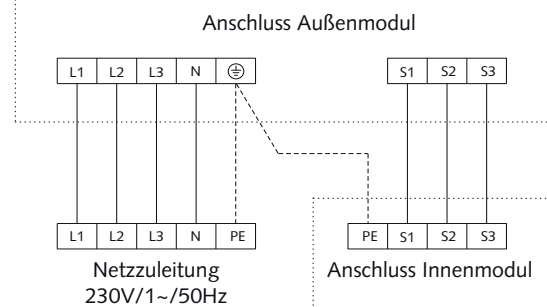 Anschluss Außenmodul
L1 L2 L3 N S1 S2 S3
L1 L2 L3 N PE PE S1 S2 S3
Netzzuleitung Anschluss Innenmodul
230V/1~/50Hz